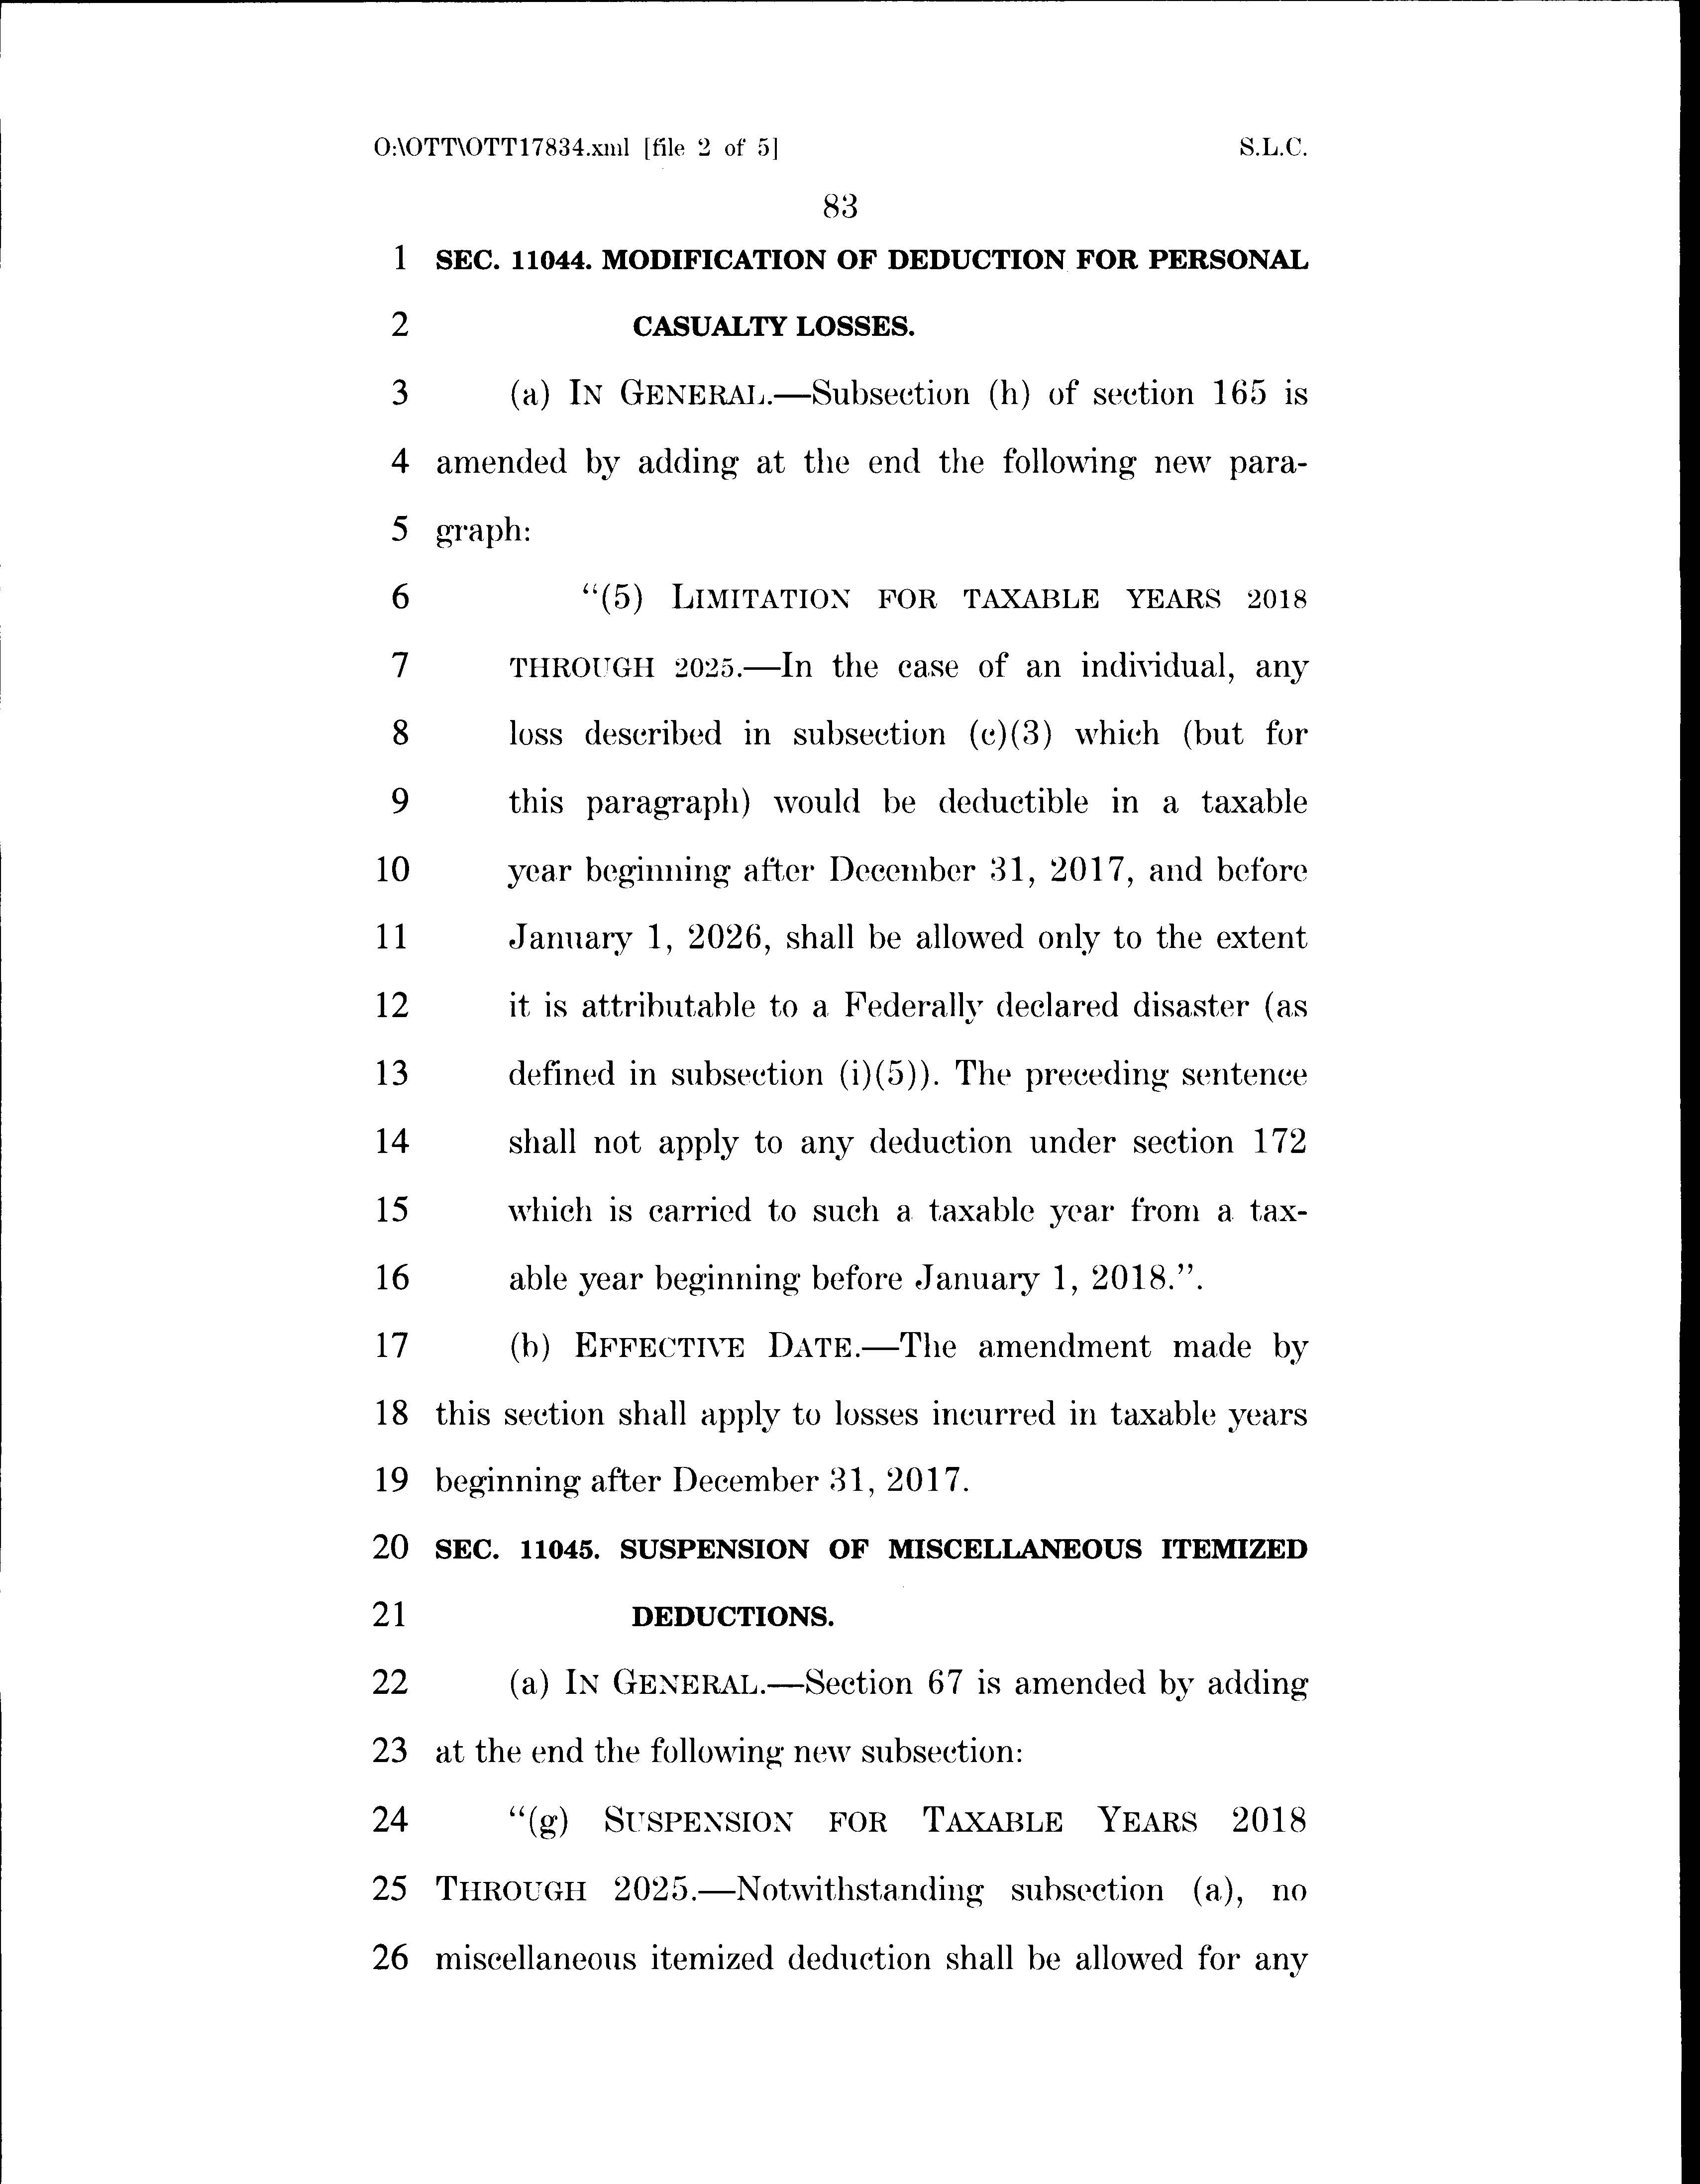 O:\OTT\OTT17834.xml [file 2 of 5] S.L.C.
83
1 SEC. 11044. MODIFICATION OF DEDUCTION FOR PERSONAL
2 CASUALTY LOSSES.
3 (a) IN GENERAL.—Subsection (h) of section 165 is
4 amended by adding at the end the following new para-
5 graph:
6 “(5) LIMITATION FOR TAXABLE YEARS 2018
7 THROUGH 2025.—In the case of an individual, any
8 loss described in subsection (c)(3) which (but for
9 this paragraph) would be deductible in a taxable
10 year beginning after December 31, 2017, and before
11 January 1, 2026, shall be allowed only to the extent
12 it is attributable to a Federally declared disaster (as
13 defined in subsection (i)(5)). The preceding sentence
14 shall not apply to any deduction under section 172
15 which is carried to such a taxable year from a tax-
16 able year beginning before January 1, 2018.”.
17 (b) EFFECTIVE DATE.—The amendment made by
18 this section shall apply to losses incurred in taxable years
19 beginning after December 31, 2017.
20 SEC. 11045. SUSPENSION OF MISCELLANEOUS ITEMIZED
21 DEDUCTIONS.
22 (a) IN GENERAL.—Section 67 is amended by adding
23 at the end the following new subsection:
24 “(g) SUSPENSION FOR TAXABLE YEARS 2018
25 THROUGH 2025.—Notwithstanding subsection (a), no
26 miscellaneous itemized deduction shall be allowed for any